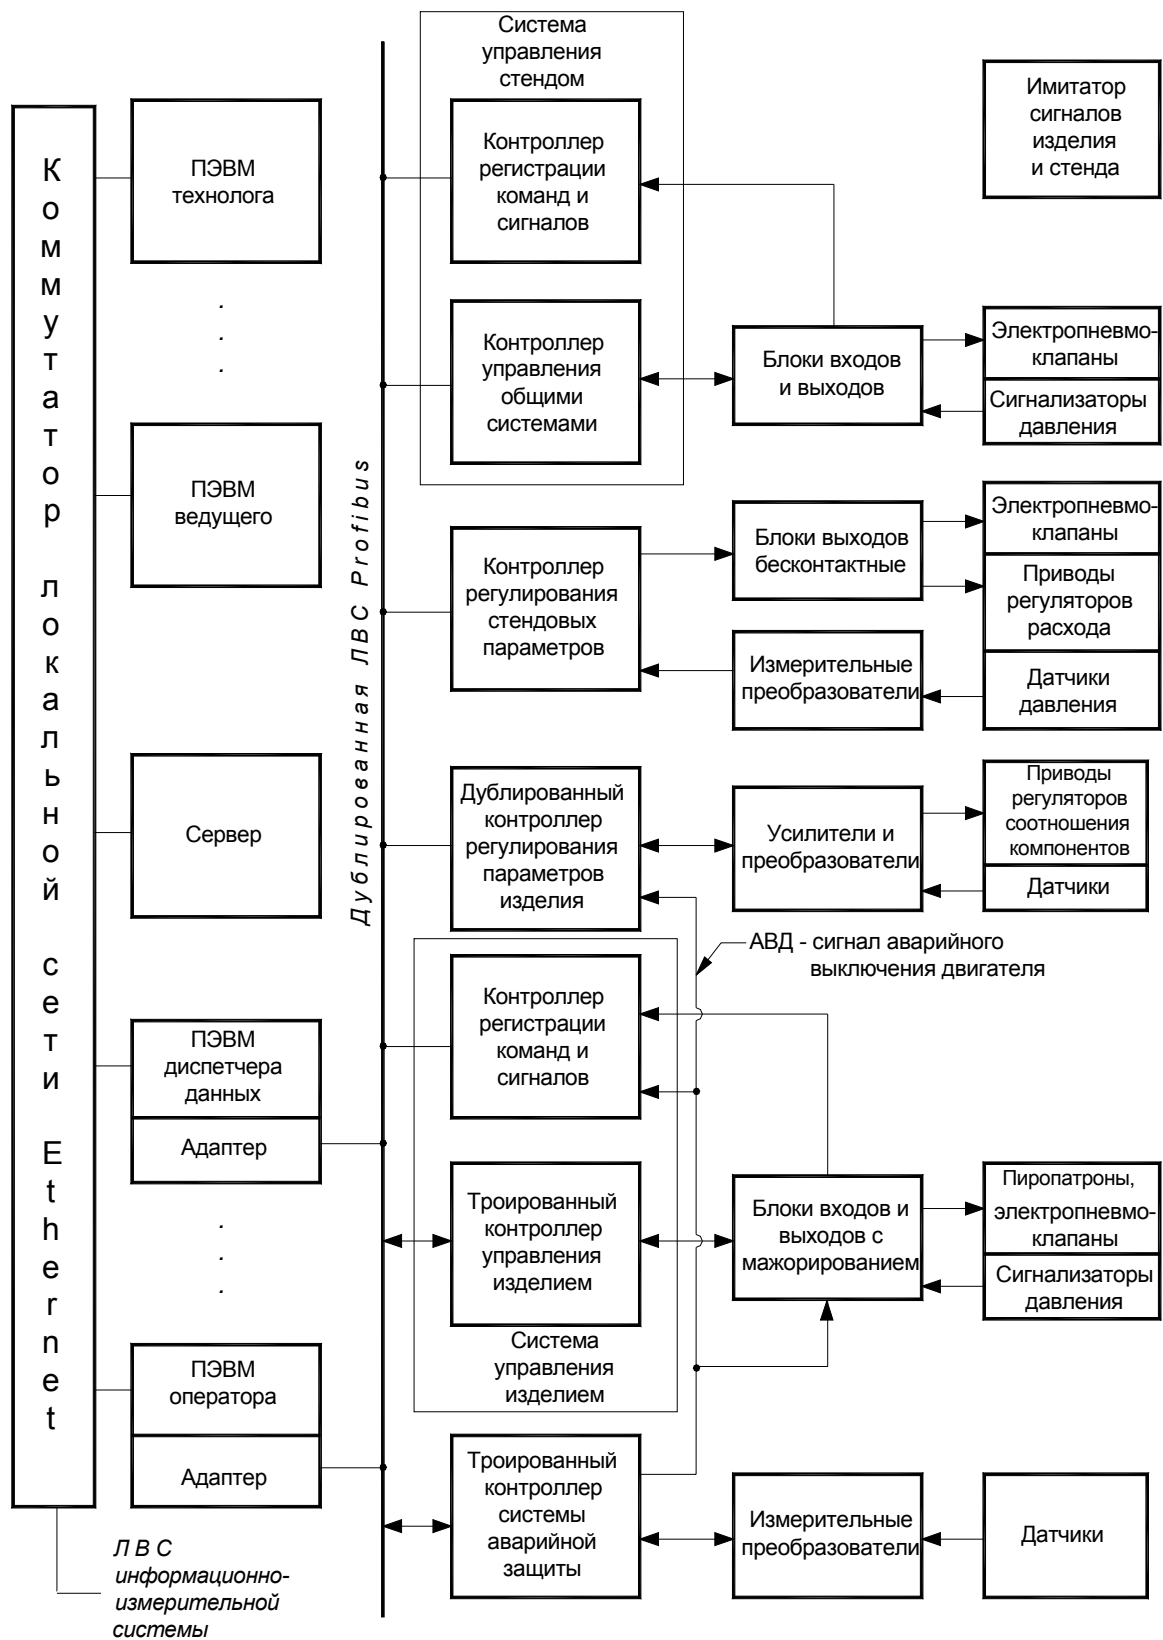 Коммутатор локальной сети Ethernet
ПЭВМ
технолога
.
.
.
ПЭВМ
ведущего
Сервер
ПЭВМ
диспетчера
данных
Адаптер
.
.
.
ПЭВМ
оператора
Адаптер
ЛВС
информационно-
измерительной
системы
Дублированная ЛВС Profibus
Система
управления
стендом
Контроллер
регистрации
команд и
сигналов
Контроллер
управления
общими
системами
Блоки входов
и выходов
Имитатор
сигналов
изделия
и стенда
Электропневмо-
клапаны
Сигнализаторы
давления
Контроллер
регулирования
стендовых
параметров
Блоки выходов
бесконтактные
Измерительные
преобразователи
Электропневмо-
клапаны
Приводы
регуляторов
расхода
Датчики
давления
Дублированный
контроллер
регулирования
параметров
изделия
Усилители и
преобразователи
Приводы
регуляторов
соотношения
компонентов
Датчики
АВД - сигнал аварийного
выключения двигателя
Контроллер
регистрации
команд и
сигналов
Троированный
контроллер
управления
изделием
Система
управления
изделием
Блоки входов и
выходов с
мажорированием
Пиропатроны,
электропневмо-
клапаны
Сигнализаторы
давления
Троированный
контроллер
системы
аварийной
защиты
Измерительные
преобразователи
Датчики